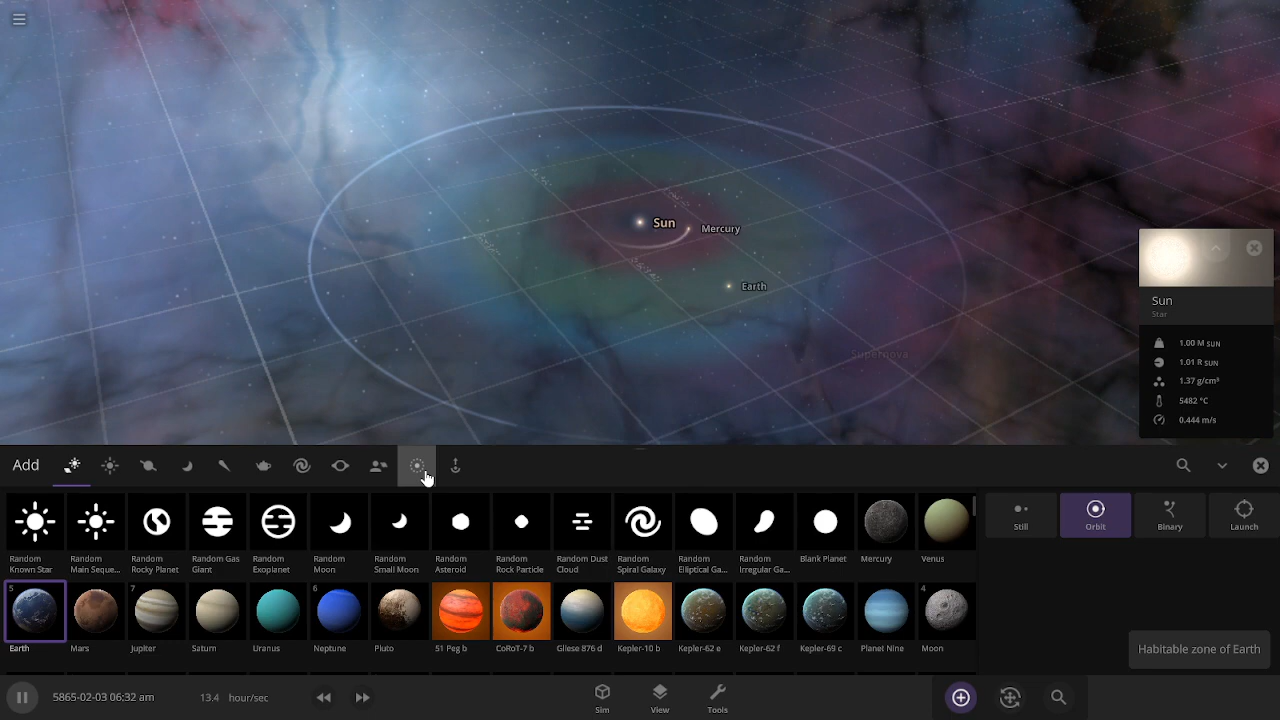 Sun
Mercury
Earth
Supernova
Sun
Star
1.00 M SUN
1.01 R SUN
1.37 g/cm³
5482 °C
0.444 m/s
Add
Random Known Star
Random Main Seque...
Random Rocky Planet
Random Gas Giant
Random Exoplanet
Random Moon
Random Small Moon
Random Asteroid
Random Rock Particle
Random Dust Cloud
Random Spiral Galaxy
Random Elliptical Ga...
Random Irregular Ga...
Blank Planet
Mercury
Venus
Still
Orbit
Binary
Launch
5
7
6
4
Earth
Mars
Jupiter
Saturn
Uranus
Neptune
Pluto
51 Peg b
CoRoT-7 b
Gliese 876 d
Kepler-10 b
Kepler-62 e
Kepler-62 f
Kepler-69 c
Planet Nine
Moon
Habitable zone of Earth
5865-02-03 06:32 am
13.4 hour/sec
Sim
View
Tools